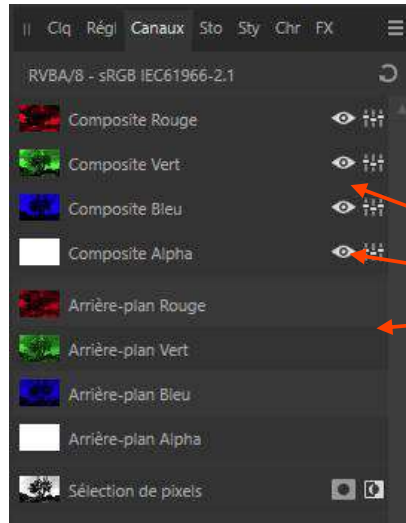 Clq Régl Canaux Sto Sty Chr FX
RVBA/8 - sRGB IEC61966-2.1
Composite Rouge
Composite Vert
Composite Bleu
Composite Alpha
Arrière-plan Rouge
Arrière-plan Vert
Arrière-plan Bleu
Arrière-plan Alpha
Sélection de pixels